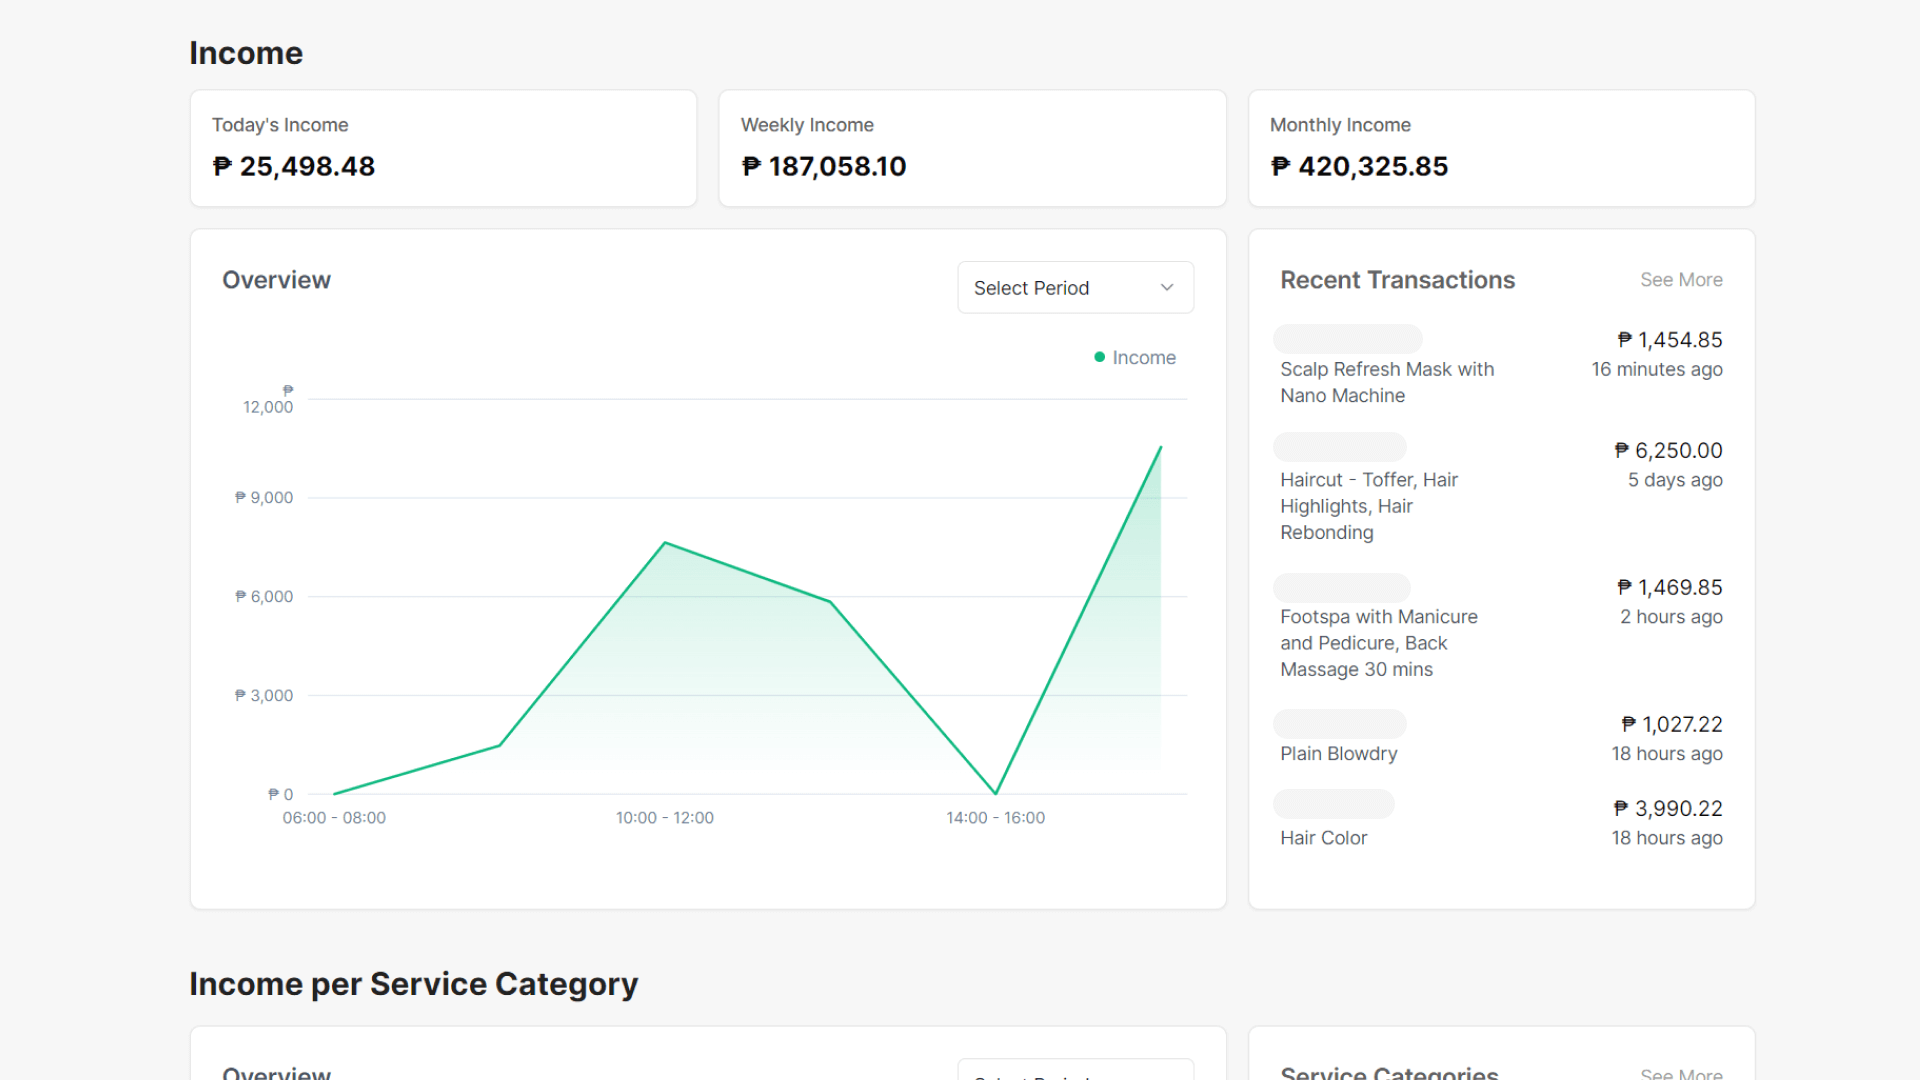 Income
Today's Income
₱ 25,498.48
Weekly Income
₱ 187,058.10
Monthly Income
₱ 420,325.85
Overview
Select Period
Income
₱
12,000
₱ 9,000
₱ 6,000
₱ 3,000
₱ 0
06:00 - 08:00
10:00 - 12:00
14:00 - 16:00
Recent Transactions
See More
₱ 1,454.85
Scalp Refresh Mask with
16 minutes ago
Nano Machine
₱ 6,250.00
Haircut - Toffer, Hair
5 days ago
Highlights, Hair
Rebonding
₱ 1,469.85
Footspa with Manicure
2 hours ago
and Pedicure, Back
Massage 30 mins
₱ 1,027.22
Plain Blowdry
18 hours ago
₱ 3,990.22
Hair Color
18 hours ago
Income per Service Category
Overview
Select Period
Service Categories
See More